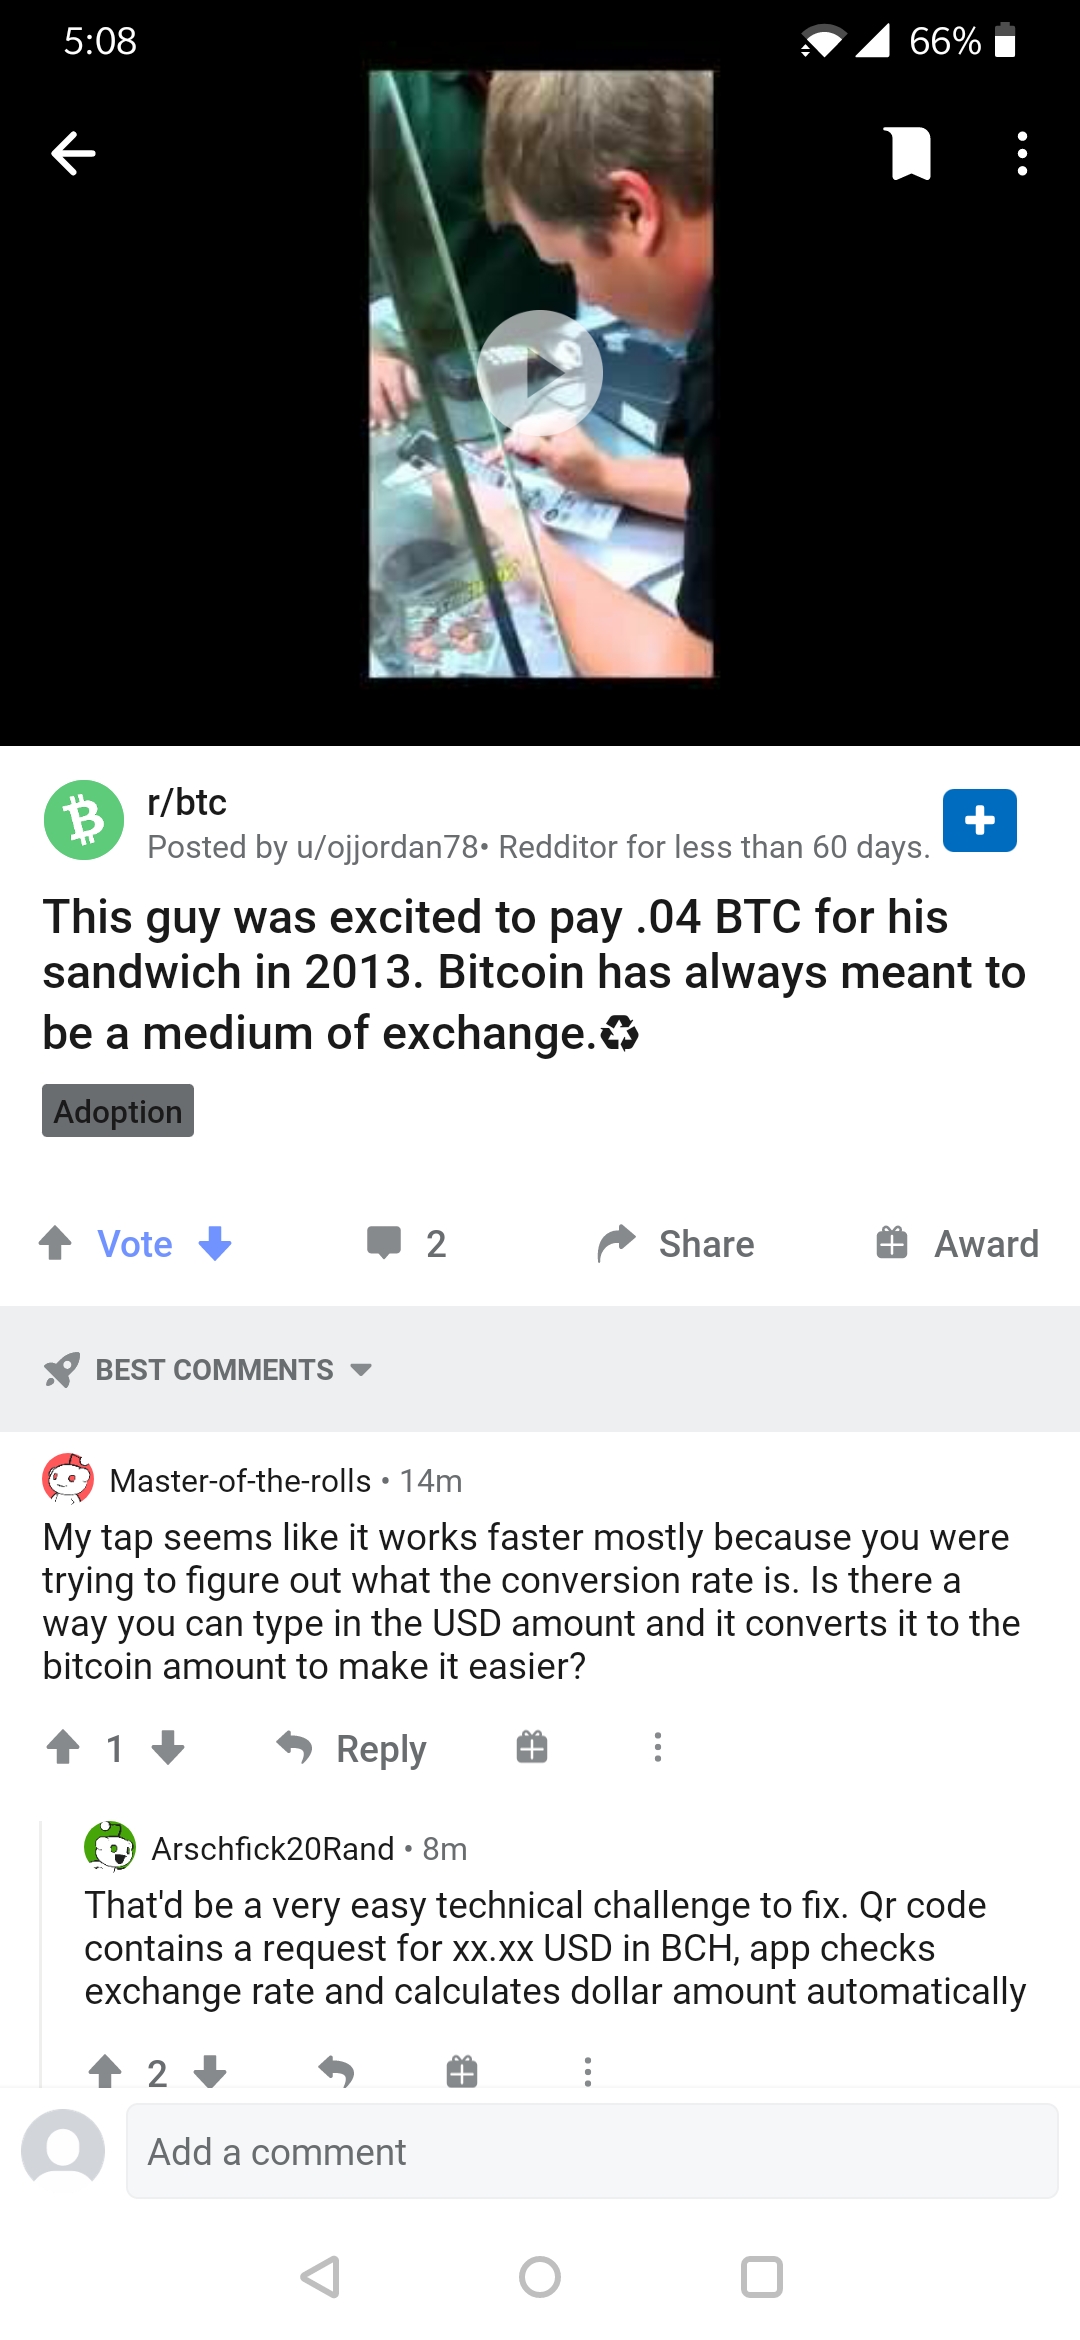 5:08
66%
r/btc
Posted by u/ojjordan78• Redditor for less than 60 days.
This guy was excited to pay .04 BTC for his
sandwich in 2013. Bitcoin has always meant to
be a medium of exchange.♻
Adoption
Vote 2 Share Award
BEST COMMENTS
Master-of-the-rolls • 14m
My tap seems like it works faster mostly because you were
trying to figure out what the conversion rate is. Is there a
way you can type in the USD amount and it converts it to the
bitcoin amount to make it easier?
1 Reply
Arschfick20Rand • 8m
That'd be a very easy technical challenge to fix. Qr code
contains a request for xx.xx USD in BCH, app checks
exchange rate and calculates dollar amount automatically
2
Add a comment